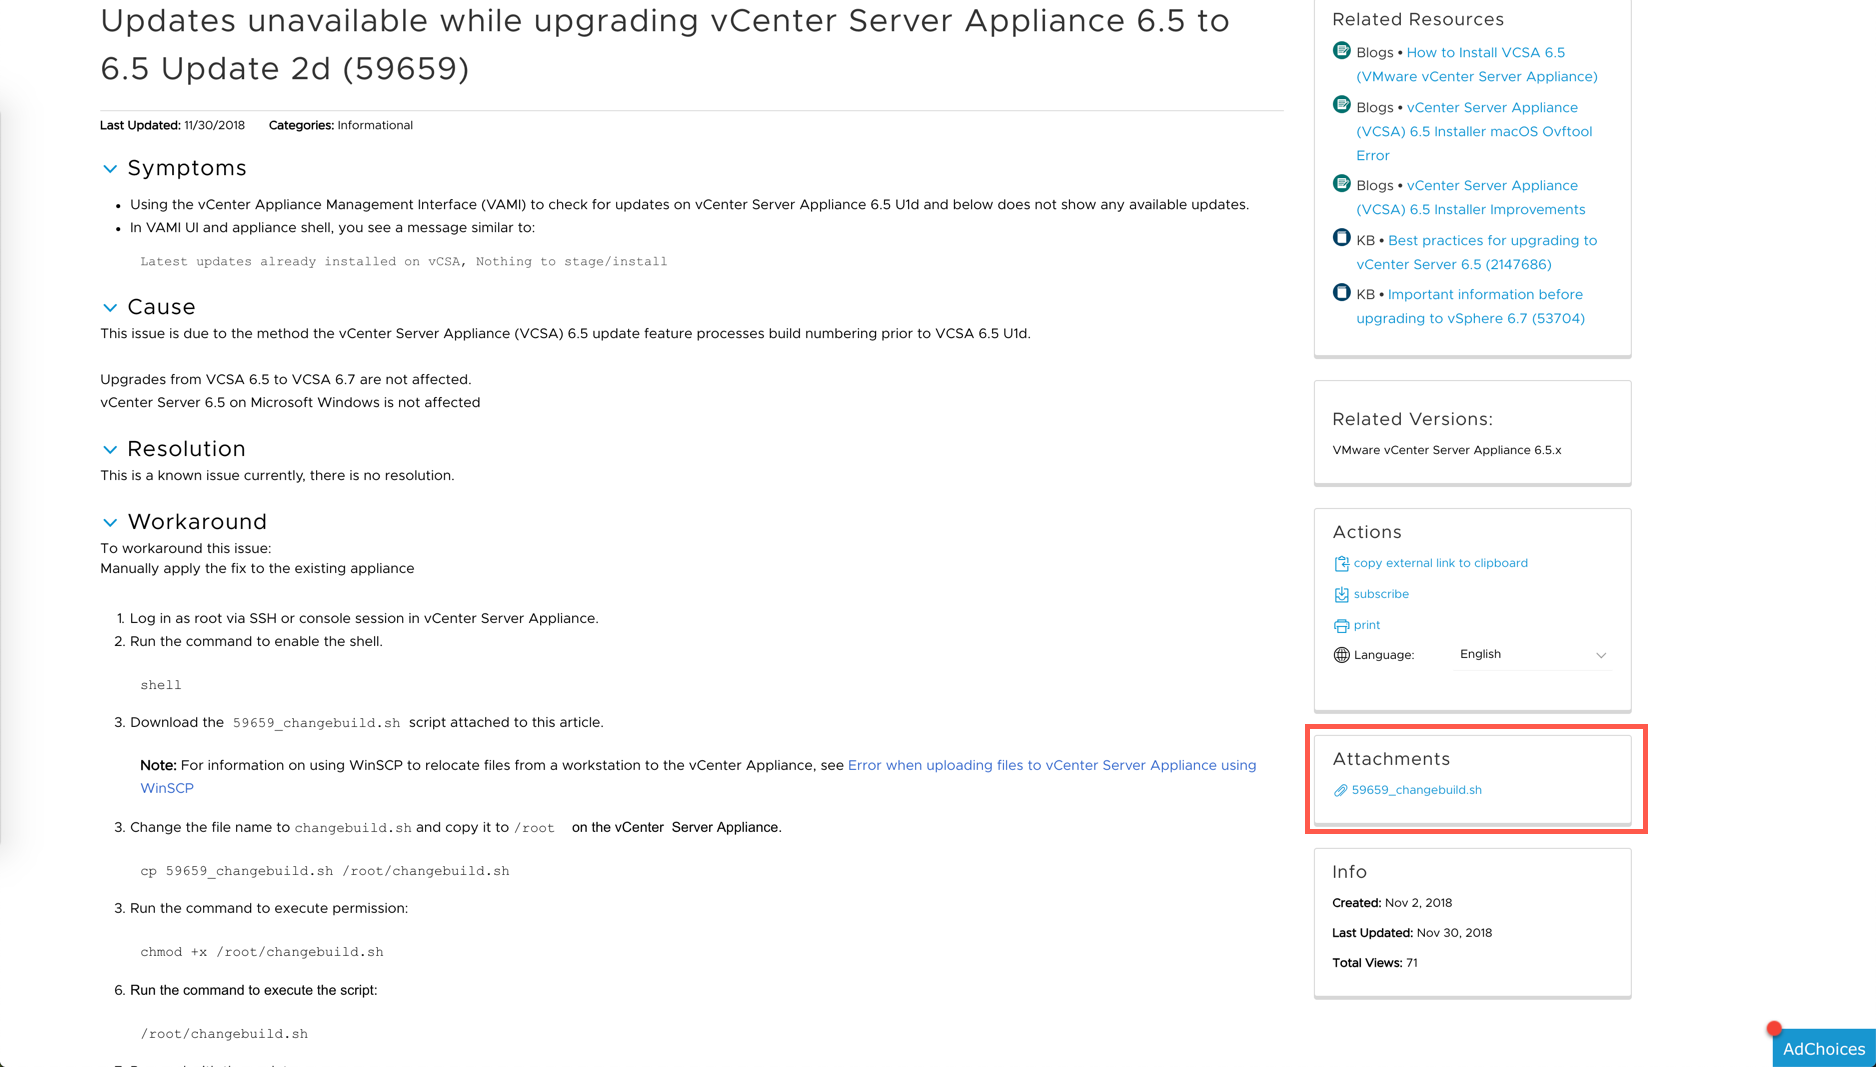 Updates unavailable while upgrading vCenter Server Appliance 6.5 to
6.5 Update 2d (59659)
Last Updated: 11/30/2018 Categories: Informational
Symptoms
• Using the vCenter Appliance Management Interface (VAMI) to check for updates on vCenter Server Appliance 6.5 U1d and below does not show any available updates.
• In VAMI UI and appliance shell, you see a message similar to:
Latest updates already installed on vCSA, Nothing to stage/install
Cause
This issue is due to the method the vCenter Server Appliance (VCSA) 6.5 update feature processes build numbering prior to VCSA 6.5 U1d.
Upgrades from VCSA 6.5 to VCSA 6.7 are not affected.
vCenter Server 6.5 on Microsoft Windows is not affected
Resolution
This is a known issue currently, there is no resolution.
Workaround
To workaround this issue:
Manually apply the fix to the existing appliance
1. Log in as root via SSH or console session in vCenter Server Appliance.
2. Run the command to enable the shell.
shell
3. Download the 59659_changebuild.sh script attached to this article.
Note: For information on using WinSCP to relocate files from a workstation to the vCenter Appliance, see Error when uploading files to vCenter Server Appliance using
WinSCP
3. Change the file name to changebuild.sh and copy it to /root on the vCenter Server Appliance.
cp 59659_changebuild.sh /root/changebuild.sh
3. Run the command to execute permission:
chmod +x /root/changebuild.sh
6. Run the command to execute the script:
/root/changebuild.sh
Related Resources
Blogs • How to Install VCSA 6.5
(VMware vCenter Server Appliance)
Blogs • vCenter Server Appliance
(VCSA) 6.5 Installer macOS Ovftool
Error
Blogs • vCenter Server Appliance
(VCSA) 6.5 Installer Improvements
KB • Best practices for upgrading to
vCenter Server 6.5 (2147686)
KB • Important information before
upgrading to vSphere 6.7 (53704)
Related Versions:
VMware vCenter Server Appliance 6.5.x
Actions
copy external link to clipboard
subscribe
print
Language: English
Attachments
59659_changebuild.sh
Info
Created: Nov 2, 2018
Last Updated: Nov 30, 2018
Total Views: 71
AdChoices